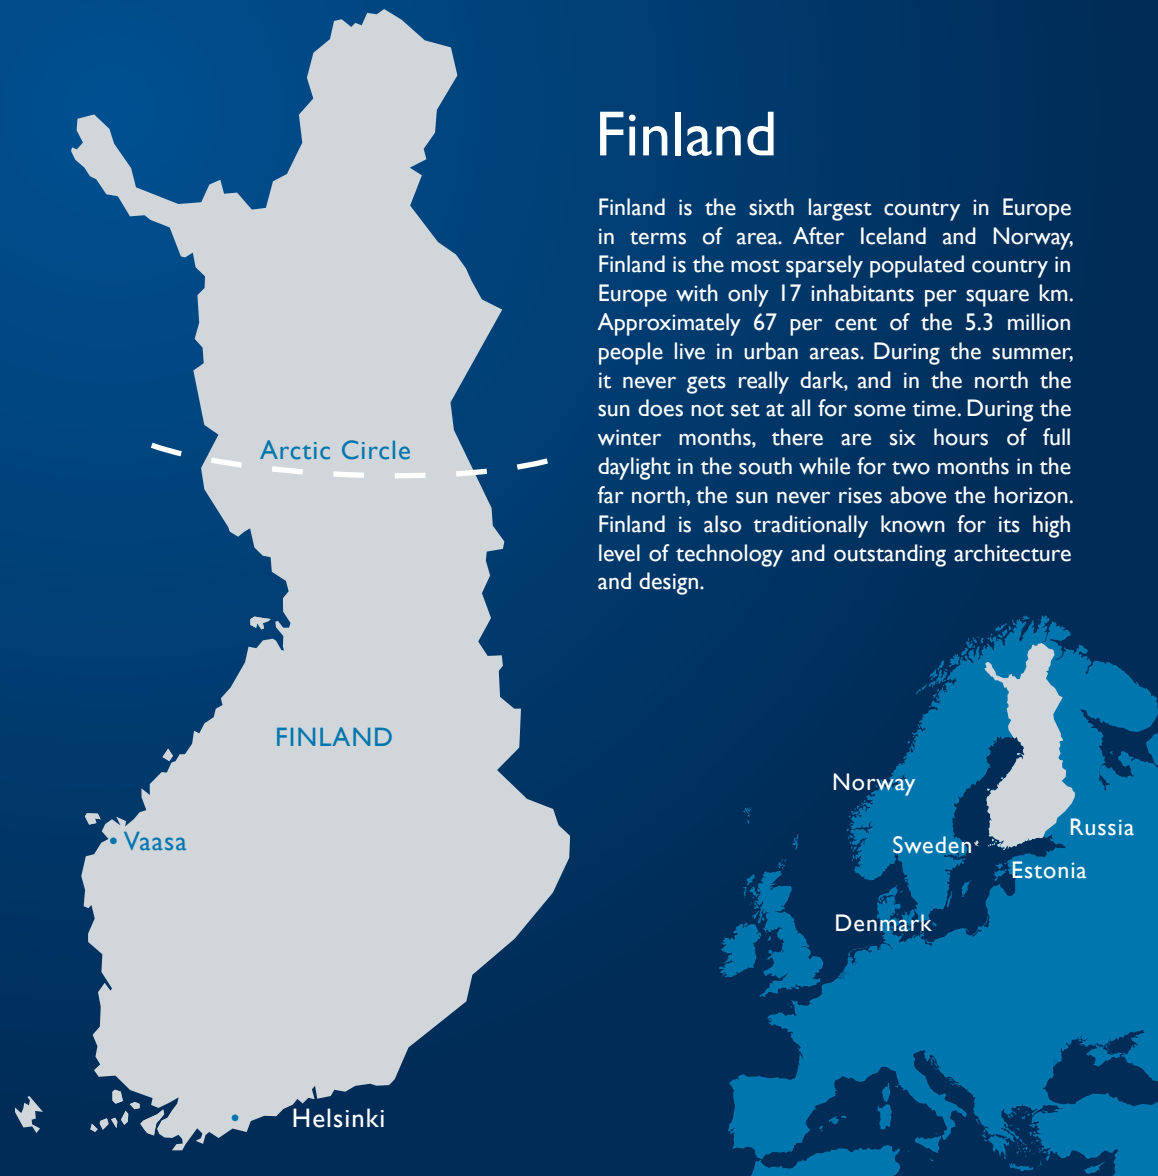 Finland
Finland is the sixth largest country in Europe
in terms of area. After Iceland and Norway,
Finland is the most sparsely populated country in
Europe with only 17 inhabitants per square km.
Approximately 67 per cent of the 5.3 million
people live in urban areas. During the summer,
it never gets really dark, and in the north the
sun does not set at all for some time. During the
winter months, there are six hours of full
daylight in the south while for two months in the
far north, the sun never rises above the horizon.
Finland is also traditionally known for its high
level of technology and outstanding architecture
and design.
Arctic Circle
FINLAND
Vaasa
Helsinki
Norway
Sweden
Russia
Estonia
Denmark